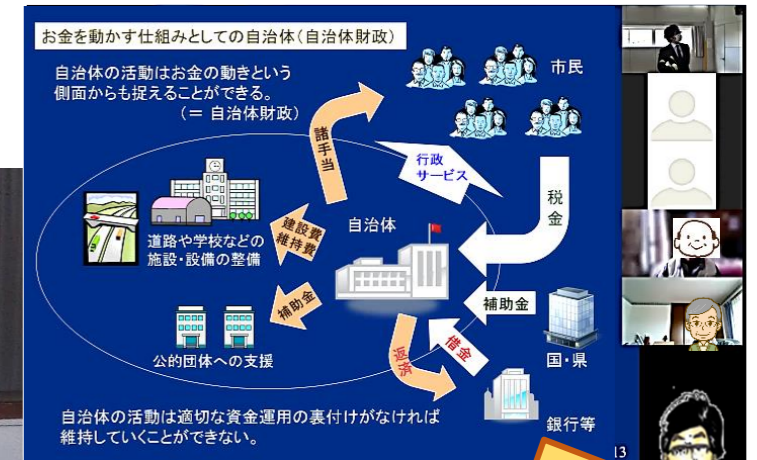 お金を動かす仕組みとしての自治体(自治体財政)
自治体の活動はお金の動きという
側面からも捉えることができる。
(= 自治体財政)
市民
諸手当
行政
サービス
税金
建設費
維持費
自治体
道路や学校などの
施設・設備の整備
補助金
補助金
公的団体への支援
借金
返済
国・県
銀行等
自治体の活動は適切な資金運用の裏付けがなければ
維持していくことができない。
13